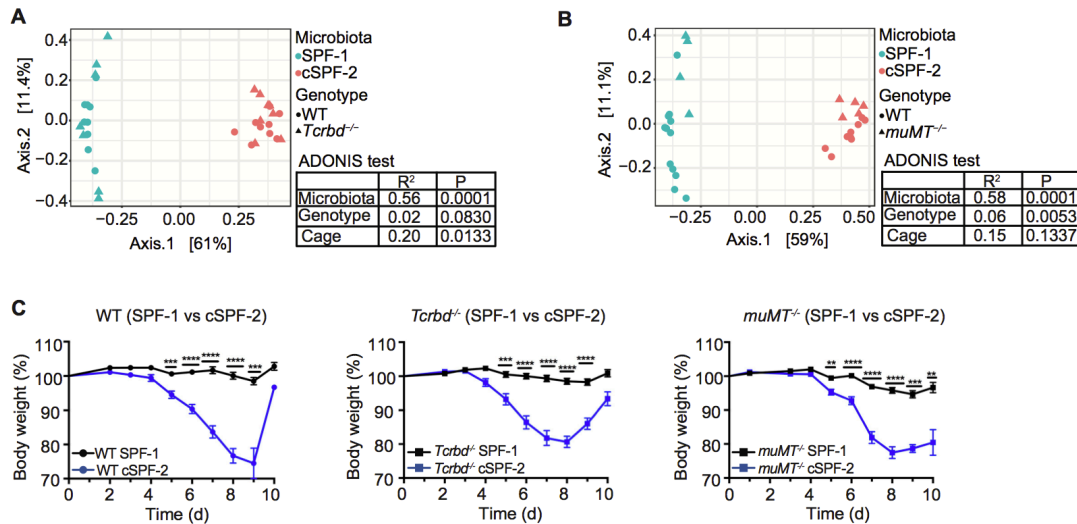 A
Axis.2 [11.4%]
0.4
0.2
0.0
−0.2
−0.4
−0.25
0.00
0.25
Axis.1 [61%]
Microbiota
SPF-1
cSPF-2
Genotype
WT
Tcrbd−/−
ADONIS test
R2 P
Microbiota 0.56 0.0001
Genotype 0.02 0.0830
Cage 0.20 0.0133
B
Axis.2 [11.1%]
0.4
0.2
0.0
−0.2
−0.25
0.00
0.25
0.50
Axis.1 [59%]
Microbiota
SPF-1
cSPF-2
Genotype
WT
muMT−/−
ADONIS test
R2 P
Microbiota 0.58 0.0001
Genotype 0.06 0.0053
Cage 0.15 0.1337
C
WT (SPF-1 vs cSPF-2)
Body weight (%)
110
100
90
80
70
*** **** **** **** ***
WT SPF-1
WT cSPF-2
0 2 4 6 8 10
Time (d)
Tcrbd-/- (SPF-1 vs cSPF-2)
Body weight (%)
110
100
90
80
70
*** **** **** **** ****
Tcrbd-/- SPF-1
Tcrbd-/- cSPF-2
0 2 4 6 8 10
Time (d)
muMT-/- (SPF-1 vs cSPF-2)
Body weight (%)
110
100
90
80
70
** **** **** **** *** **
muMT-/- SPF-1
muMT-/- cSPF-2
0 2 4 6 8 10
Time (d)